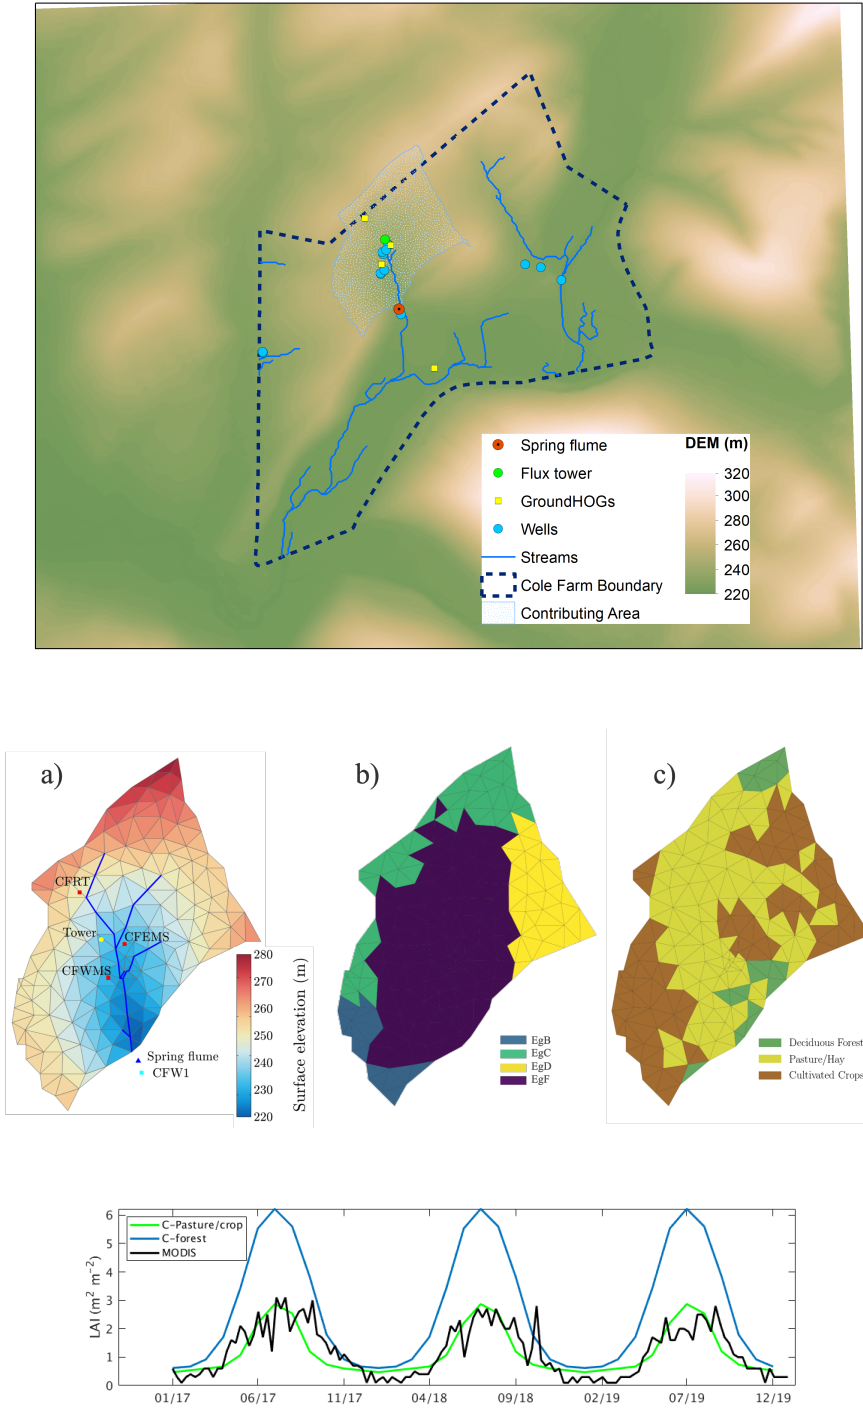 Spring flume
DEM (m)
Flux tower
320
GroundHOGs
300
Wells
280
Streams
260
Cole Farm Boundary
240
Contributing Area
220
a)
b)
c)
CFRT
Tower
CFEMS
CFWMS
Spring flume
CFW1
280
270
260
250
240
230
220
Surface elevation (m)
EgB
EgC
EgD
EgF
Deciduous Forest
Pasture/Hay
Cultivated Crops
C-Pasture/crop
C-forest
MODIS
LAI (m² m⁻²)
6
5
4
3
2
1
0
01/17 06/17 11/17 04/18 09/18 02/19 07/19 12/19